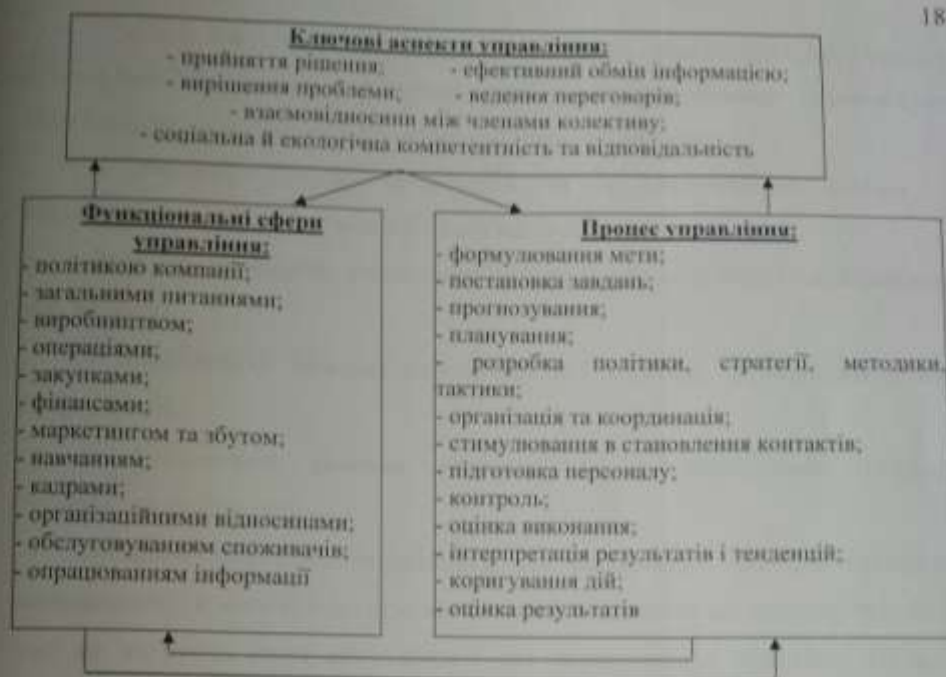 18
Ключові аспекти управління:
- прийняття рішення; - ефективний обмін інформацією;
- вирішення проблеми; - ведення переговорів;
- взаємовідносини між членами колективу;
- соціальна й екологічна компетентність та відповідальність
Функціональні сфери
управління:
- політикою компанії;
- загальними питаннями;
- виробництвом;
- операціями;
- закупками;
- фінансами;
- маркетингом та збутом;
- навчанням;
- кадрами;
- організаційними відносинами;
- обслуговуванням споживачів;
- опрацюванням інформації
Процес управління:
- формулювання мети;
- постановка завдань;
- прогнозування;
- планування;
- розробка політики, стратегії, методики,
тактики;
- організація та координація;
- стимулювання в становлення контактів;
- підготовка персоналу;
- контроль;
- оцінка виконання;
- інтерпретація результатів і тенденцій;
- коригування дій;
- оцінка результатів